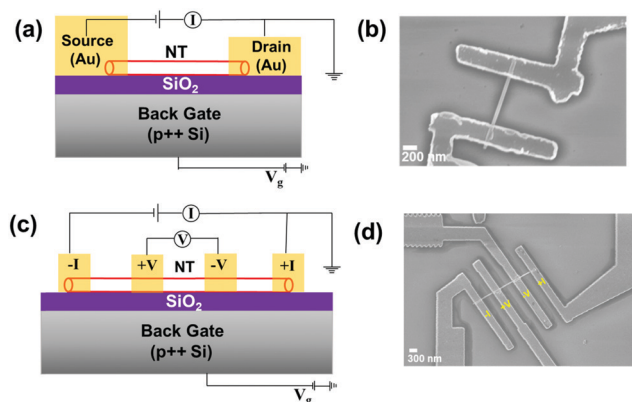 (a)
I
Source
(Au)
NT
Drain
(Au)
SiO₂
Back Gate
(p++ Si)
Vg
(b)
200 nm
(c)
I
V
-I
+V
NT
-V
+I
SiO₂
Back Gate
(p++ Si)
Vg
(d)
-I
+V
-V
+I
300 nm